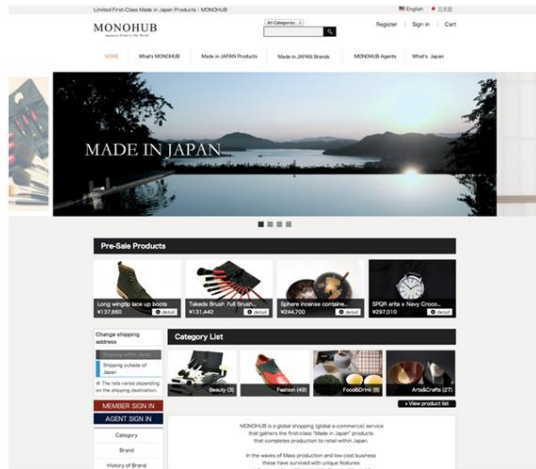 Limited First-Class Made in Japan Products | MONOHUB
English
日本語
MONOHUB
Japanese Pride to The World
All Categories
Register
Sign in
Cart
HOME
What's MONOHUB
Made in JAPAN Products
Made in JAPAN Brands
MONOHUB Agents
What's Japan
MADE IN JAPAN
Pre-Sale Products
Long wingtip lace up boots
¥137,660
detail
Takeda Brush Full Brush...
¥131,440
detail
Sphere incense containe...
¥244,700
detail
SPQR arita x Navy Croco...
¥297,010
detail
Change shipping
address
Shipping within Japan
Shipping outside of
Japan
※ The rate varies depending
on the shipping destination.
MEMBER SIGN IN
AGENT SIGN IN
Category
Brand
History of Brand
Category List
Beauty (3)
Fashion (49)
Food&Drink (8)
Arts&Crafts (27)
+ View product list
MONOHUB is a global shopping (global e-commerce) service
that gathers the first-class "Made in Japan" products
that completes production to retail within Japan.
In the waves of Mass production and low cost business
these have survived with unique features